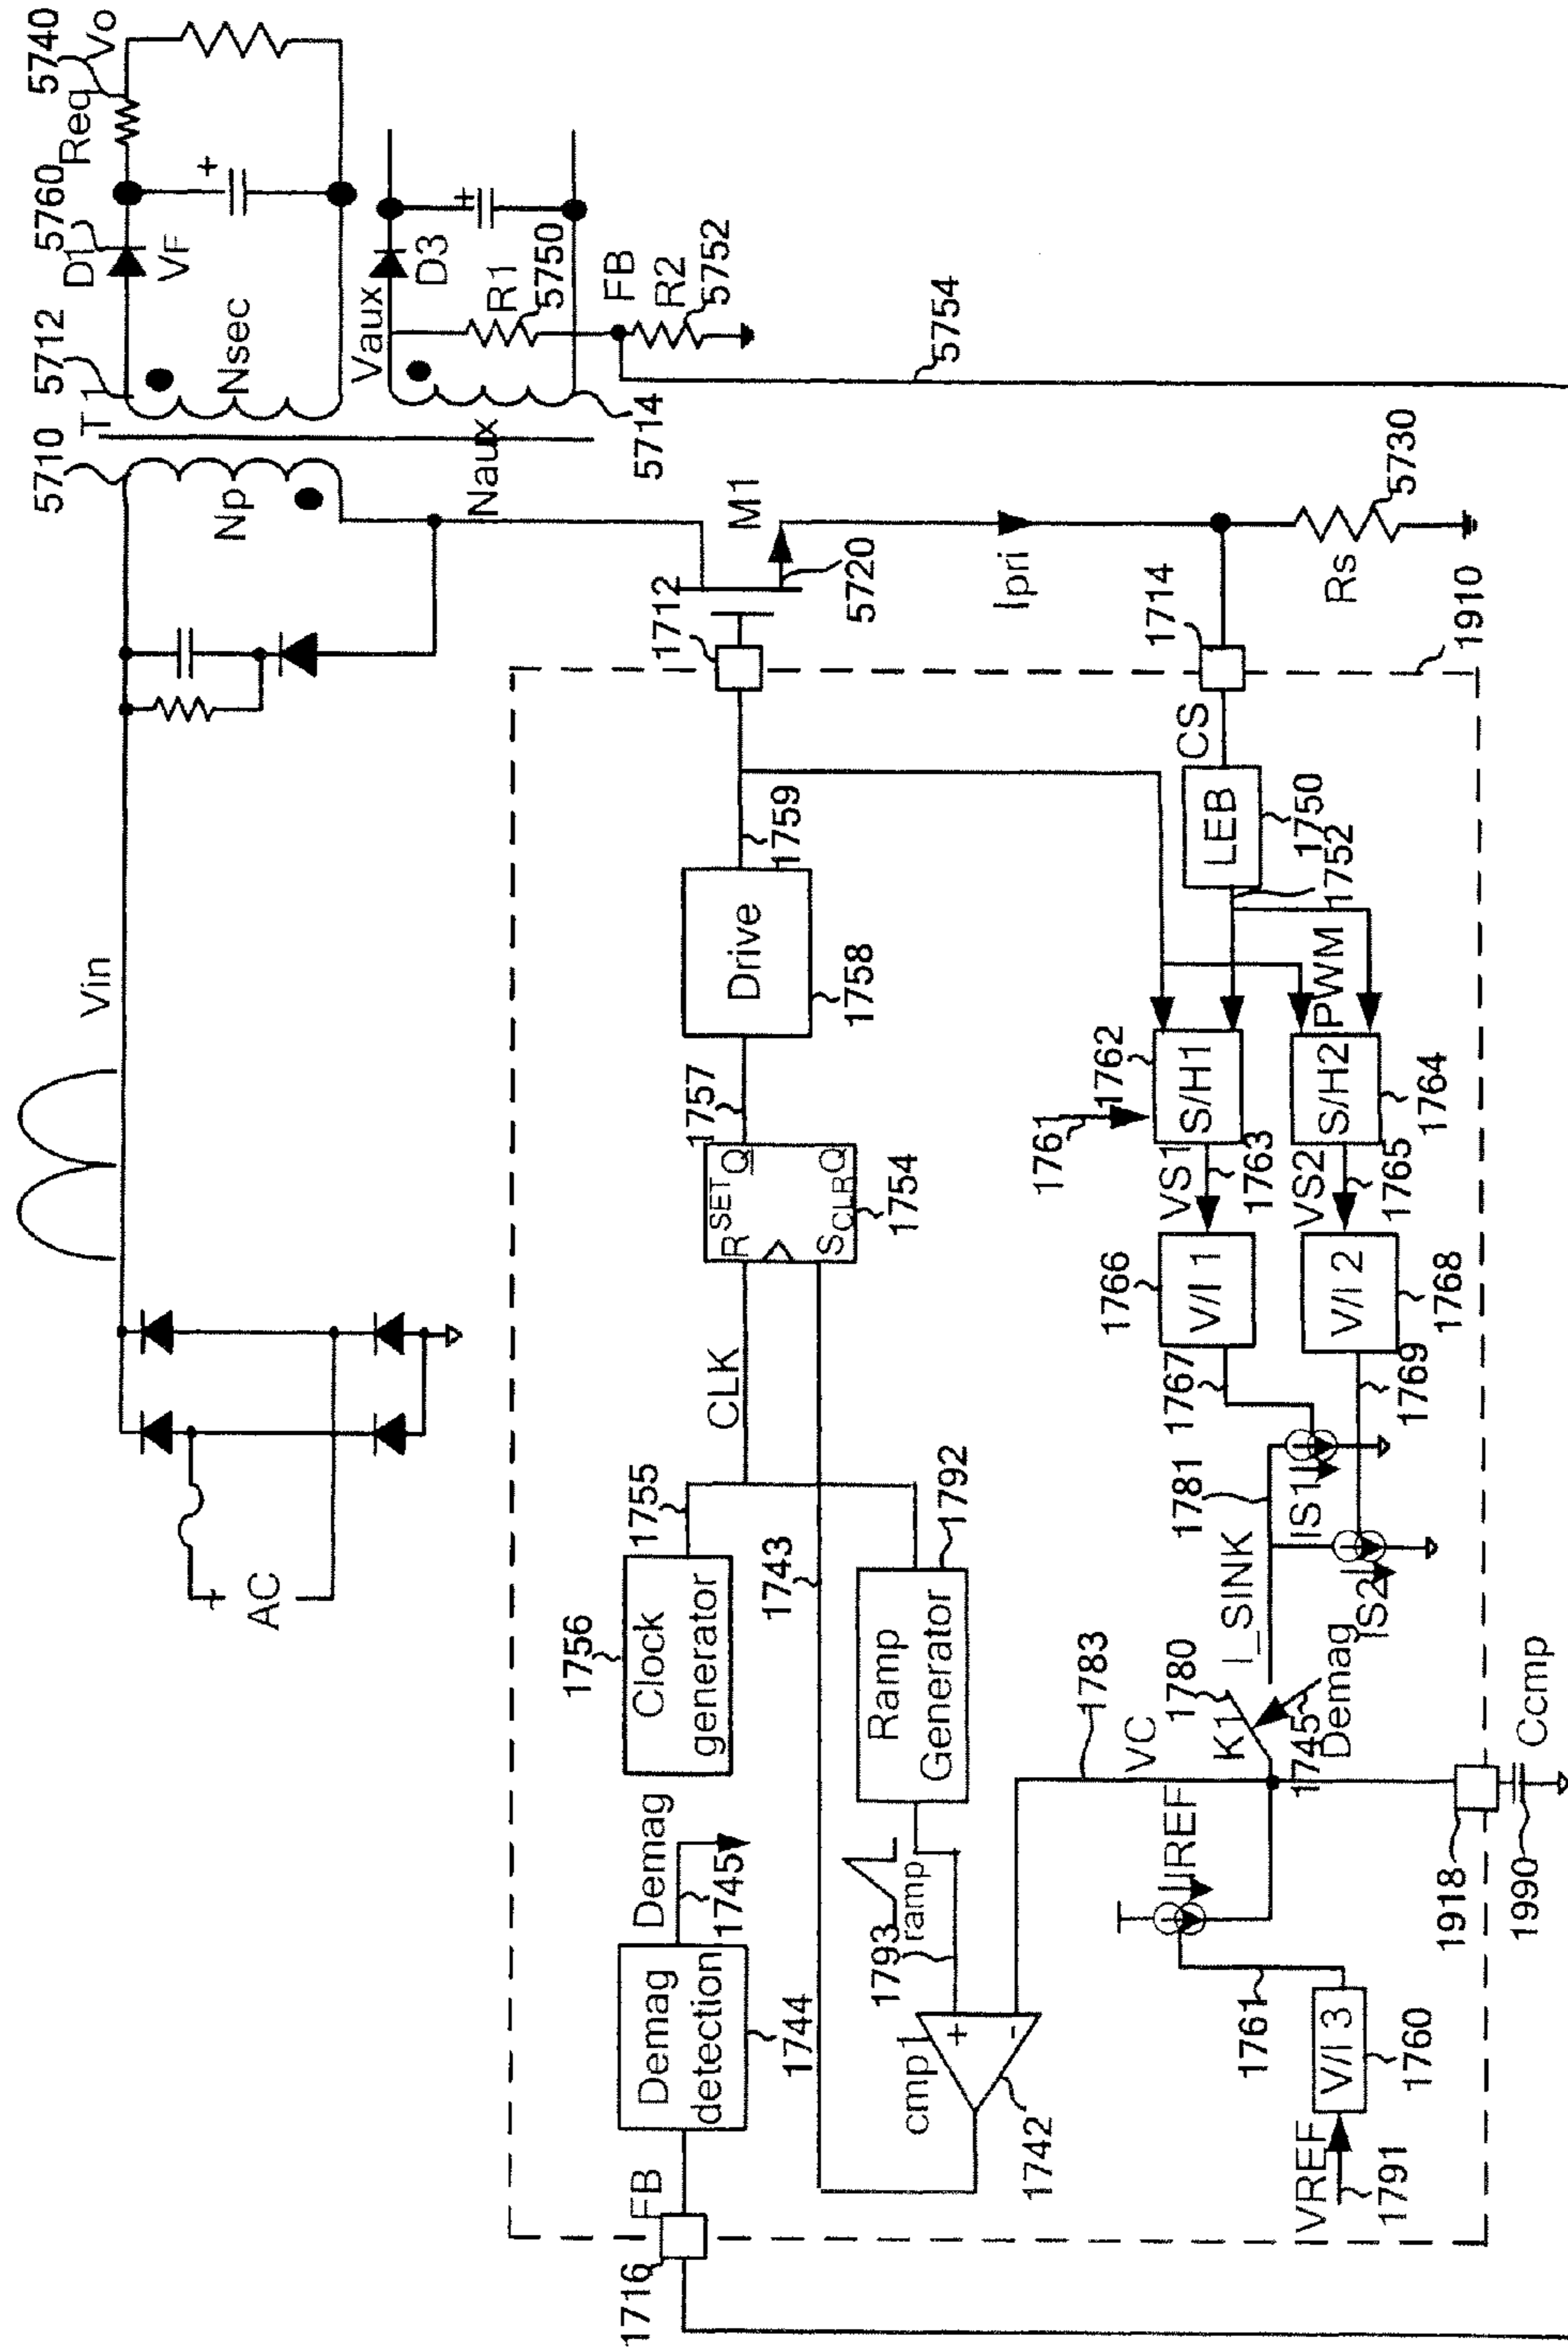 AC
+
Vin
5710
T1
5712
D1
5760
Req
5740
Vo
VF
Np
Nsec
Vaux
D3
R1
5750
FB
R2
5752
Naux
5714
5754
1712
M1
5720
Ipri
1714
Rs
5730
1910
1716
FB
Demag
detection
1744
Demag
1745
1756
Clock
generator
1755
CLK
R
SET
Q
S
CLR
Q
1754
1757
Drive
1758
1759
1743
cmp1
+
-
1742
1793
ramp
Ramp
Generator
1792
VREF
1791
V/I 3
1760
1761
IREF
VC
1783
K1
1780
1745
Demag
I_SINK
1781
IS1
IS2
1767
1769
1766
V/I 1
V/I 2
1768
VS1
1763
VS2
1765
1761
1762
S/H1
S/H2
1764
PWM
1752
LEB
1750
CS
1918
1990
Ccmp